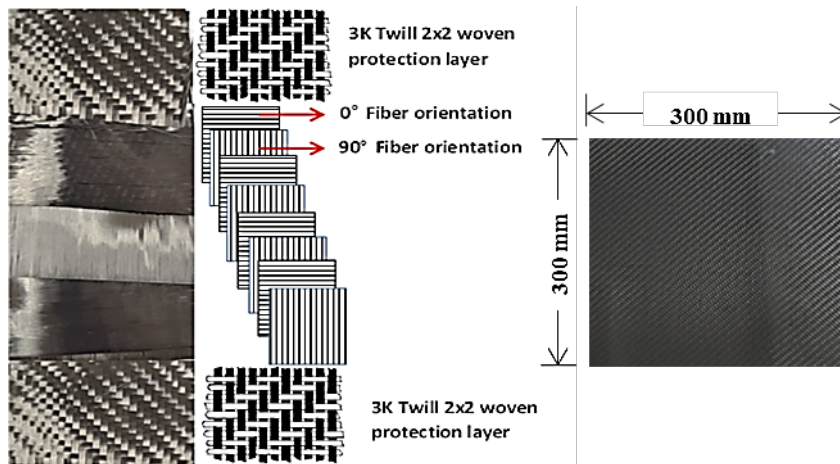 3K Twill 2x2 woven
protection layer
0° Fiber orientation
90° Fiber orientation
3K Twill 2x2 woven
protection layer
300 mm
300 mm